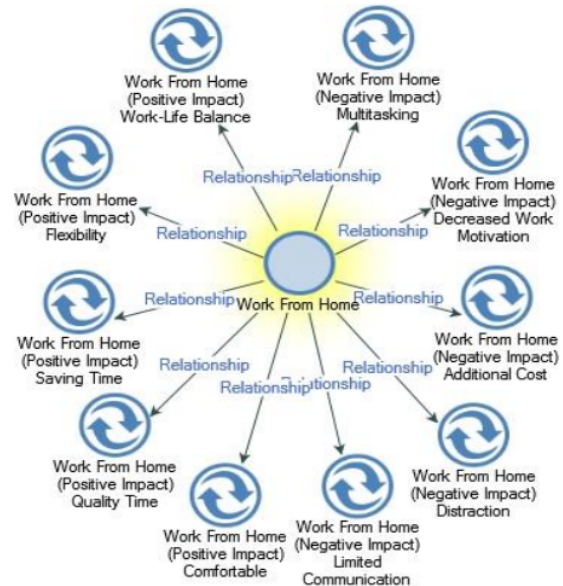 Work From Home
(Positive Impact)
Work-Life Balance
Work From Home
(Negative Impact)
Multitasking
Work From Home
(Positive Impact)
Flexibility
Work From Home
(Negative Impact)
Decreased Work
Motivation
Relationship
Relationship
Relationship
Relationship
Work From Home
Relationship
Relationship
Work From Home
(Positive Impact)
Saving Time
Work From Home
(Negative Impact)
Additional Cost
Relationship
Relationship
Relationship
Relationship
Work From Home
(Positive Impact)
Quality Time
Work From Home
(Positive Impact)
Comfortable
Work From Home
(Negative Impact)
Limited
Communication
Work From Home
(Negative Impact)
Distraction